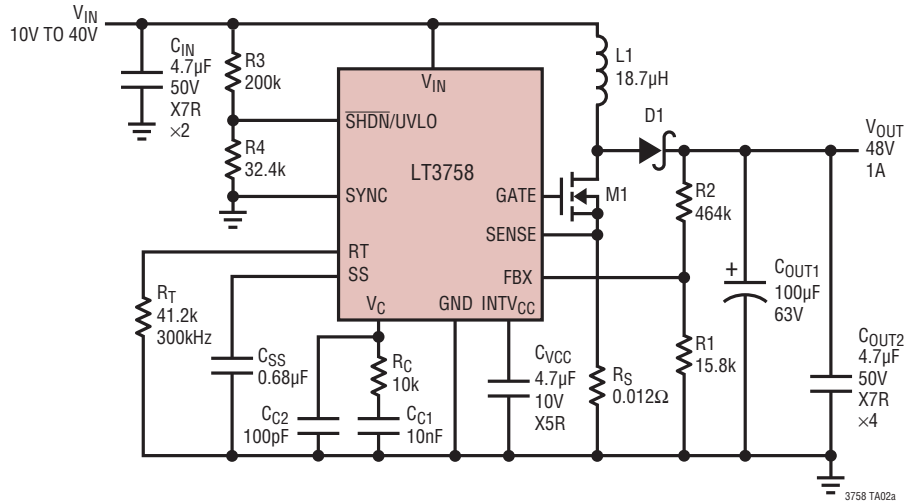 VIN
10V TO 40V
CIN
4.7µF
50V
X7R
×2
R3
200k
R4
32.4k
VIN
SHDN/UVLO
LT3758
SYNC
GATE
SENSE
RT
SS
FBX
VC
GND
INTVCC
L1
18.7µH
D1
M1
VOUT
48V
1A
R2
464k
COUT1
+
100µF
63V
R1
15.8k
COUT2
4.7µF
50V
X7R
×4
RT
41.2k
300kHz
CSS
0.68µF
CC2
100pF
RC
10k
CC1
10nF
CVCC
4.7µF
10V
X5R
RS
0.012Ω
3758 TA02a